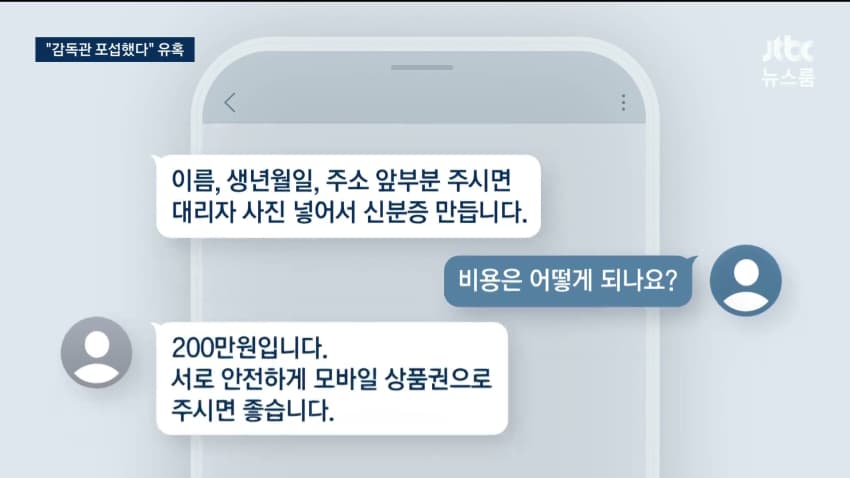 "감독관 포섭했다" 유혹
jtbc
뉴스룸
이름, 생년월일, 주소 앞부분 주시면
대리자 사진 넣어서 신분증 만듭니다.
비용은 어떻게 되나요?
200만원입니다.
서로 안전하게 모바일 상품권으로
주시면 좋습니다.